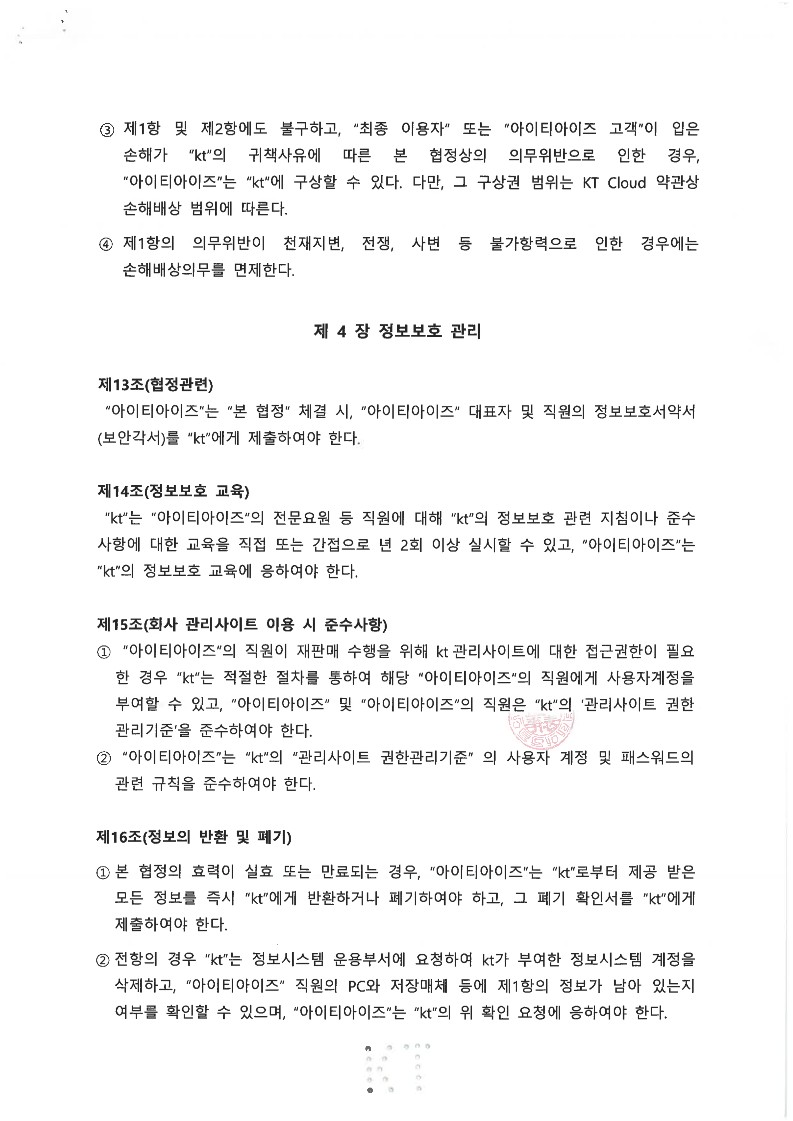 ③ 제1항 및 제2항에도 불구하고, "최종 이용자" 또는 "아이티아이즈 고객"이 입은
손해가 "kt"의 귀책사유에 따른 본 협정상의 의무위반으로 인한 경우,
"아이티아이즈"는 "kt"에 구상할 수 있다. 다만, 그 구상권 범위는 KT Cloud 약관상
손해배상 범위에 따른다.
④ 제1항의 의무위반이 천재지변, 전쟁, 사변 등 불가항력으로 인한 경우에는
손해배상의무를 면제한다.
제 4 장 정보보호 관리
제13조(협정관련)
"아이티아이즈"는 "본 협정" 체결 시, "아이티아이즈" 대표자 및 직원의 정보보호서약서
(보안각서)를 "kt"에게 제출하여야 한다.
제14조(정보보호 교육)
"kt"는 "아이티아이즈"의 전문요원 등 직원에 대해 "kt"의 정보보호 관련 지침이나 준수
사항에 대한 교육을 직접 또는 간접으로 년 2회 이상 실시할 수 있고, "아이티아이즈"는
"kt"의 정보보호 교육에 응하여야 한다.
제15조(회사 관리사이트 이용 시 준수사항)
① "아이티아이즈"의 직원이 재판매 수행을 위해 kt 관리사이트에 대한 접근권한이 필요
한 경우 "kt"는 적절한 절차를 통하여 해당 "아이티아이즈"의 직원에게 사용자계정을
부여할 수 있고, "아이티아이즈" 및 "아이티아이즈"의 직원은 "kt"의 '관리사이트 권한
관리기준'을 준수하여야 한다.
② "아이티아이즈"는 "kt"의 "관리사이트 권한관리기준" 의 사용자 계정 및 패스워드의
관련 규칙을 준수하여야 한다.
제16조(정보의 반환 및 폐기)
① 본 협정의 효력이 실효 또는 만료되는 경우, "아이티아이즈"는 "kt"로부터 제공 받은
모든 정보를 즉시 "kt"에게 반환하거나 폐기하여야 하고, 그 폐기 확인서를 "kt"에게
제출하여야 한다.
② 전항의 경우 "kt"는 정보시스템 운용부서에 요청하여 kt가 부여한 정보시스템 계정을
삭제하고, "아이티아이즈" 직원의 PC와 저장매체 등에 제1항의 정보가 남아 있는지
여부를 확인할 수 있으며, "아이티아이즈"는 "kt"의 위 확인 요청에 응하여야 한다.
KT